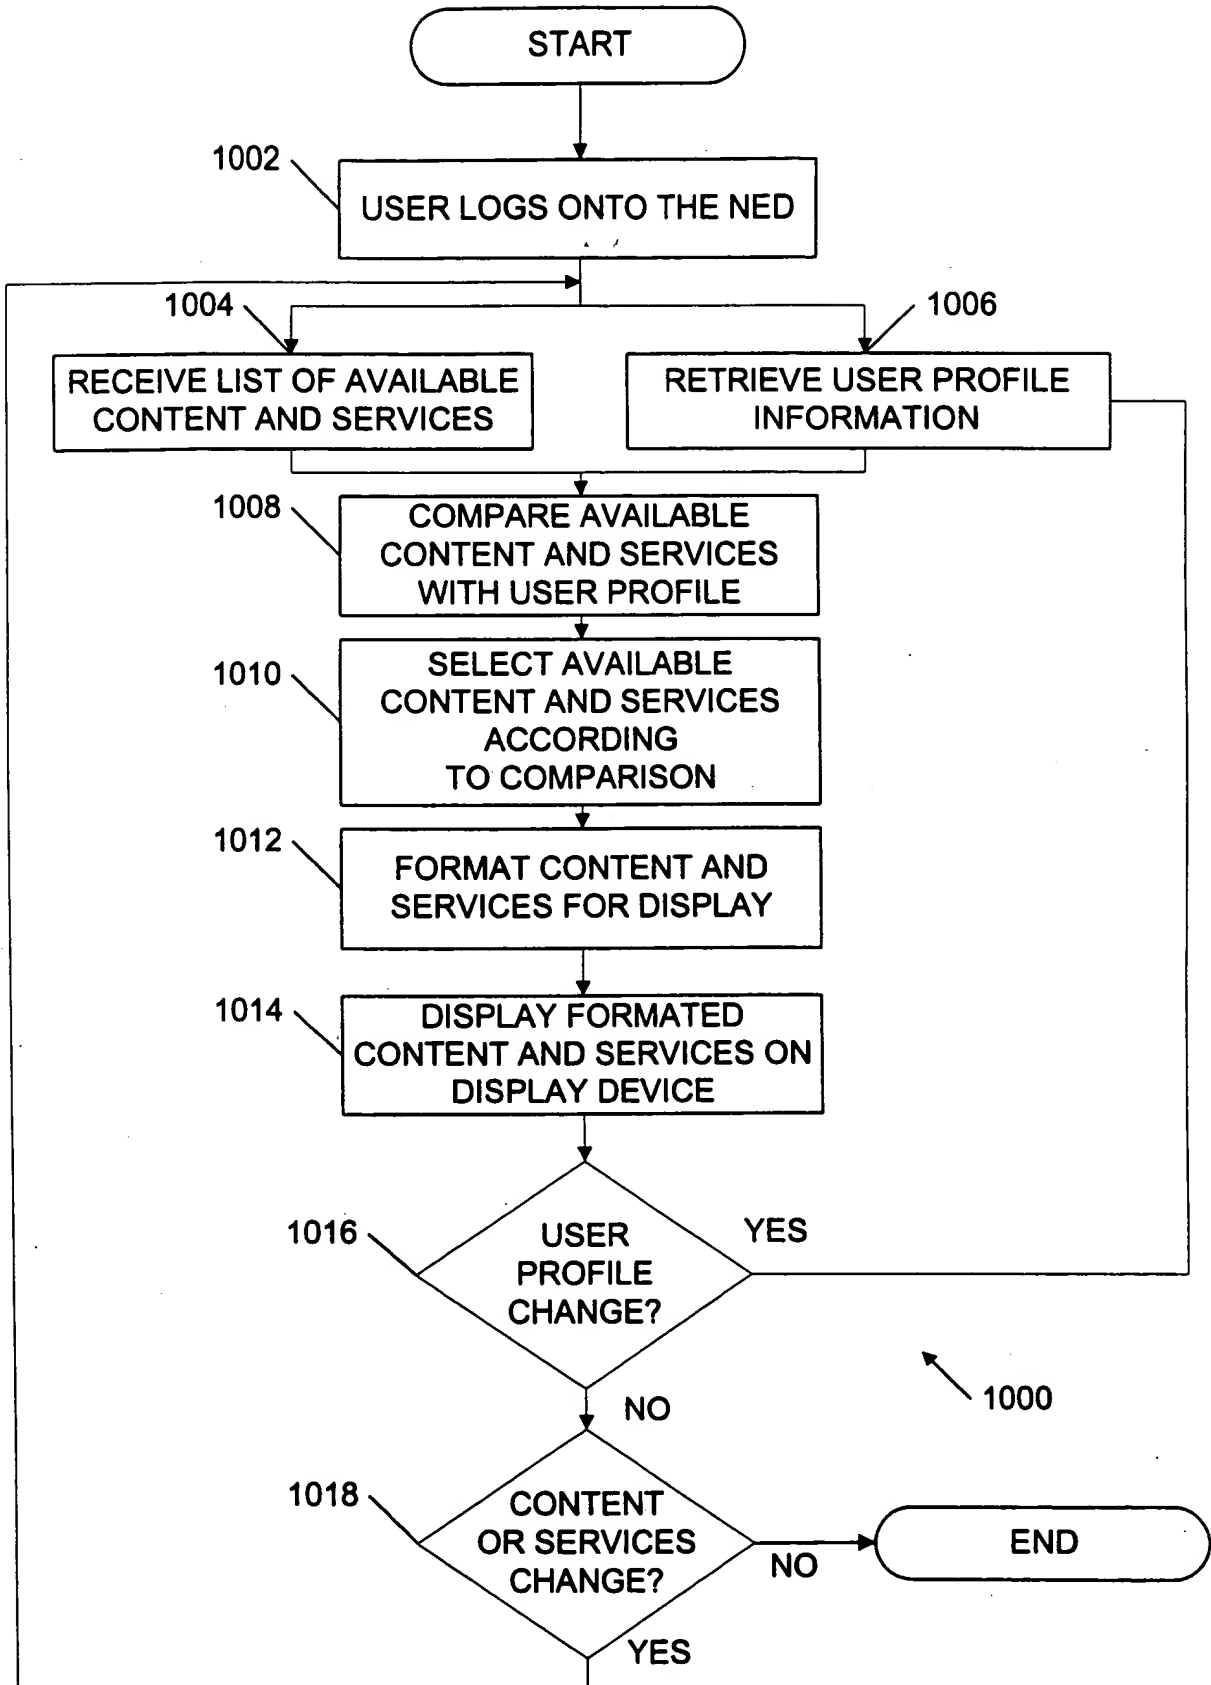 START
1002
USER LOGS ONTO THE NED
1004
1006
RECEIVE LIST OF AVAILABLE
CONTENT AND SERVICES
RETRIEVE USER PROFILE
INFORMATION
1008
COMPARE AVAILABLE
CONTENT AND SERVICES
WITH USER PROFILE
1010
SELECT AVAILABLE
CONTENT AND SERVICES
ACCORDING
TO COMPARISON
1012
FORMAT CONTENT AND
SERVICES FOR DISPLAY
1014
DISPLAY FORMATED
CONTENT AND SERVICES ON
DISPLAY DEVICE
1016
USER
PROFILE
CHANGE?
YES
1000
NO
1018
CONTENT
OR SERVICES
CHANGE?
NO
END
YES